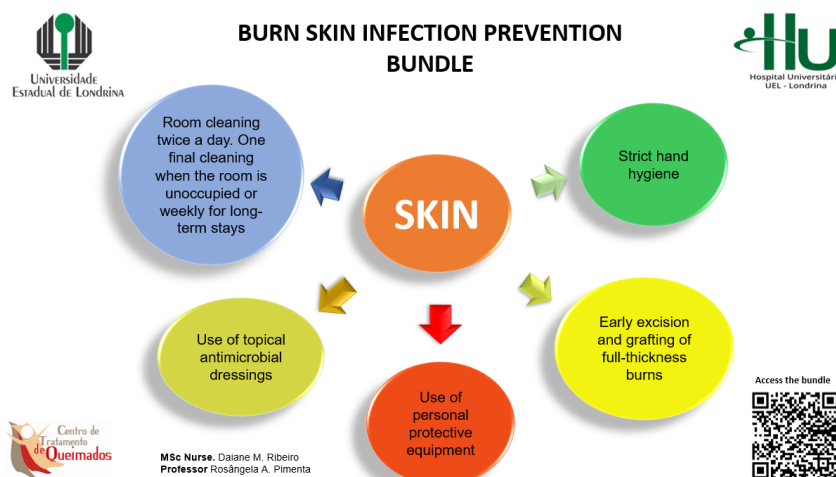 BURN SKIN INFECTION PREVENTION
BUNDLE
Universidade
Estadual de Londrina
HU
Hospital Universitári
UEL - Londrina
Room cleaning
twice a day. One
final cleaning
when the room is
unoccupied or
weekly for long-
term stays
SKIN
Strict hand
hygiene
Use of topical
antimicrobial
dressings
Use of
personal
protective
equipment
Early excision
and grafting of
full-thickness
burns
Access the bundle
Centro de
Tratamento
de Queimados
MSc Nurse. Daiane M. Ribeiro
Professor Rosângela A. Pimenta